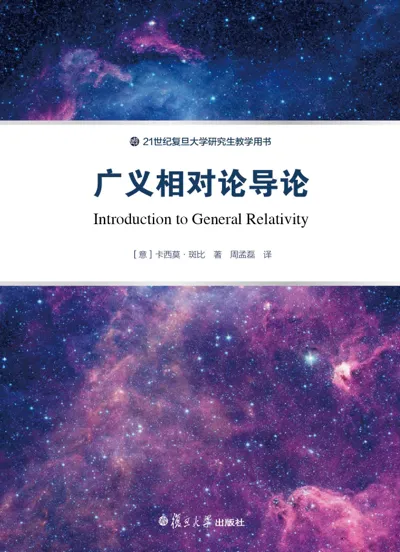 21世纪复旦大学研究生教学用书
广义相对论导论
Introduction to General Relativity
[意]卡西莫·斑比 著 周孟磊 译
复旦大学出版社